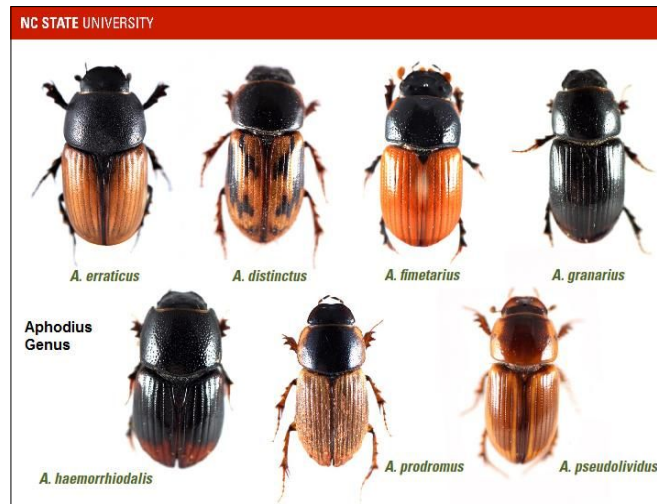 NC STATE UNIVERSITY
A. erraticus
A. distinctus
A. fimetarius
A. granarius
Aphodius
Genus
A. haemorrhiodalis
A. prodromus
A. pseudolividus